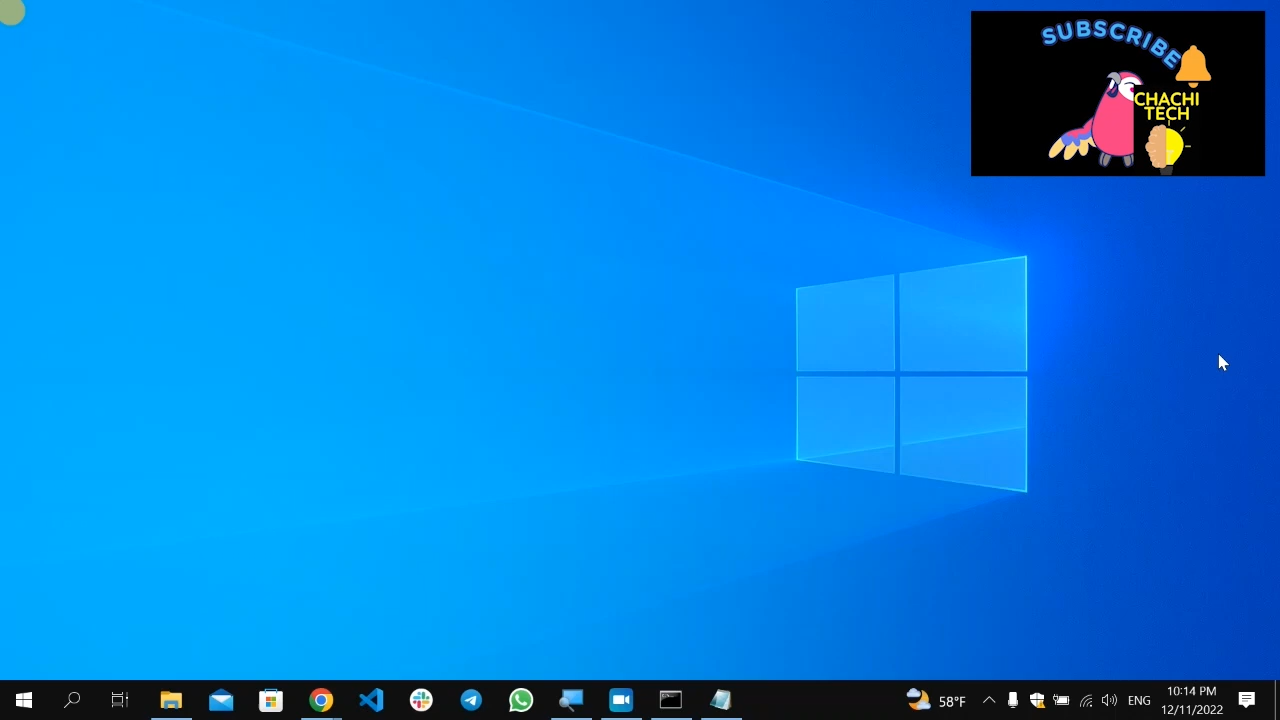 SUBSCRIBE
CHACHI
TECH
58°F
ENG
10:14 PM
12/11/2022